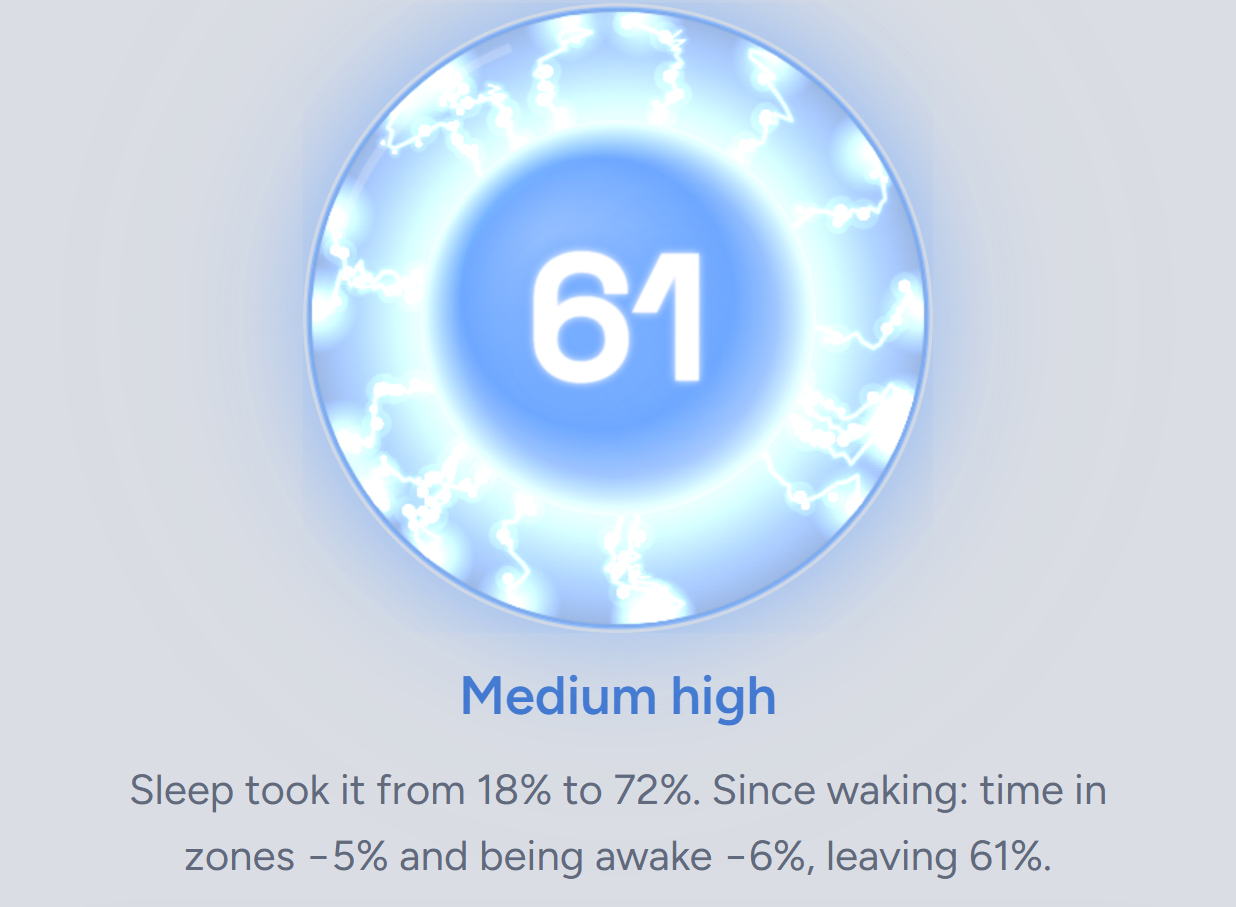 61
Medium high
Sleep took it from 18% to 72%. Since waking: time in
zones −5% and being awake −6%, leaving 61%.